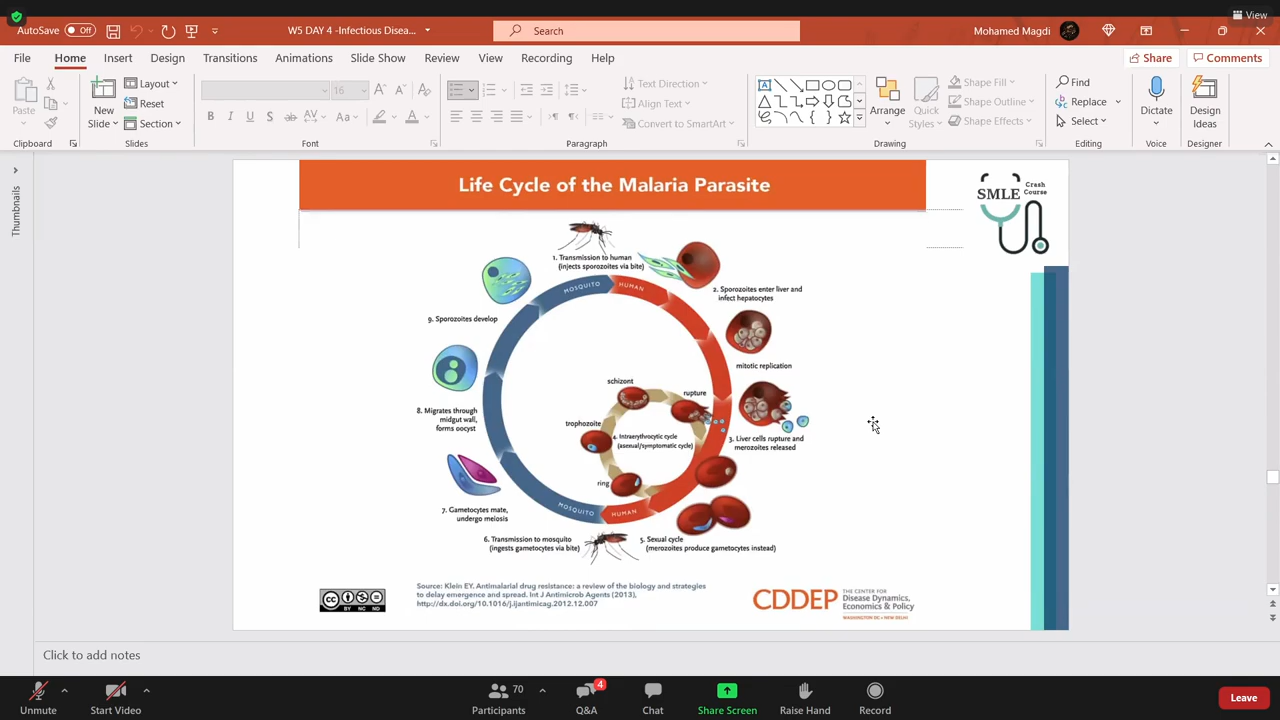 View
AutoSave Off
W5 DAY 4 -Infectious Disea...
Search
Mohamed Magdi
File Home Insert Design Transitions Animations Slide Show Review View Recording Help
Share Comments
Paste
New Slide
Layout
Reset
Section
16
Text Direction
Align Text
Convert to SmartArt
Arrange
Quick Styles
Shape Fill
Shape Outline
Shape Effects
Find
Replace
Select
Dictate
Design Ideas
Clipboard Slides Font Paragraph Drawing Editing Voice Designer
Thumbnails
Life Cycle of the Malaria Parasite
SMLE Crash Course
1. Transmission to human
(injects sporozoites via bite)
MOSQUITO HUMAN
2. Sporozoites enter liver and
infect hepatocytes
9. Sporozoites develop
mitotic replication
schizont
rupture
8. Migrates through
midgut wall,
forms oocyst
trophozoite
4. Intraerythrocytic cycle
(asexual/symptomatic cycle)
3. Liver cells rupture and
merozoites released
ring
7. Gametocytes mate,
undergo meiosis
MOSQUITO HUMAN
6. Transmission to mosquito
(ingests gametocytes via bite)
5. Sexual cycle
(merozoites produce gametocytes instead)
CC BY NC ND
Source: Klein EY. Antimalarial drug resistance: a review of the biology and strategies
to delay emergence and spread. Int J Antimicrob Agents (2013),
http://dx.doi.org/10.1016/j.ijantimicag.2012.12.007
CDDEP THE CENTER FOR
Disease Dynamics,
Economics & Policy
WASHINGTON DC • NEW DELHI
Click to add notes
Unmute
Start Video
70
Participants
4
Q&A
Chat
Share Screen
Raise Hand
Record
Leave